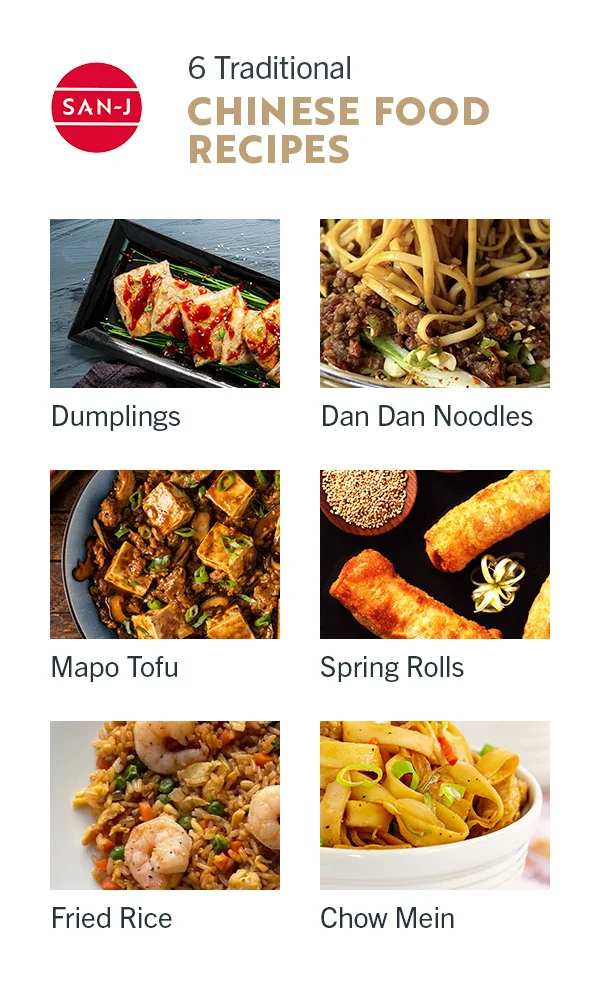 SAN-J
6 Traditional
CHINESE FOOD
RECIPES
Dumplings
Dan Dan Noodles
Mapo Tofu
Spring Rolls
Fried Rice
Chow Mein